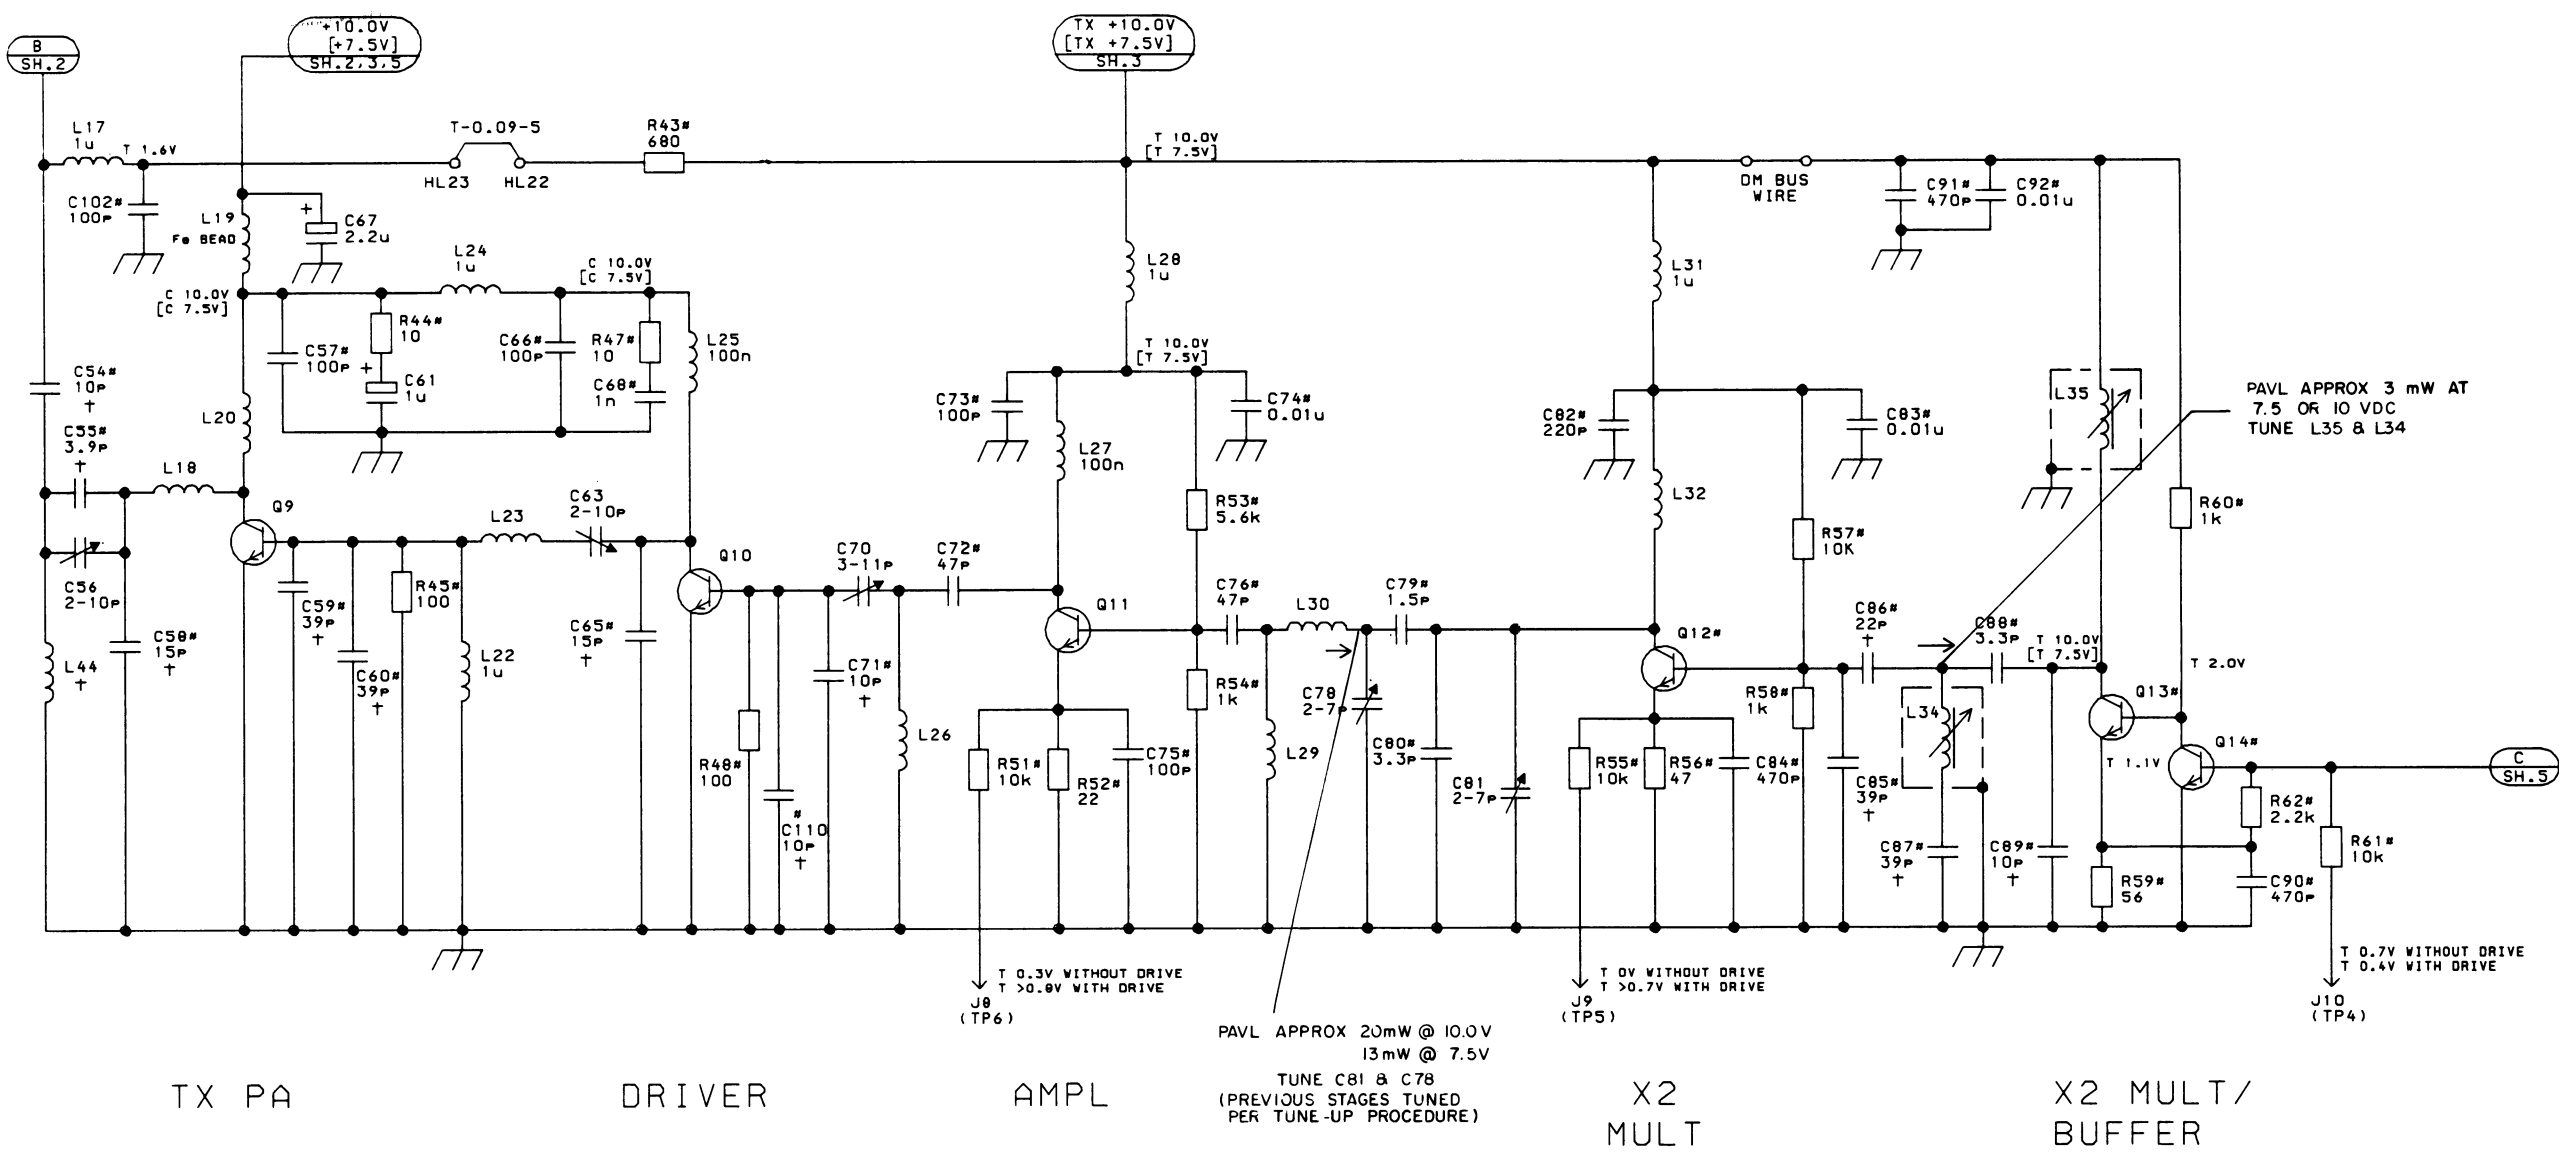 B
SH.2
+10.0V
[+7.5V]
SH.2,3,5
TX +10.0V
[TX +7.5V]
SH.3
L17
1u
T 1.6V
T-0.09-5
HL23
HL22
R43#
680
T 10.0V
[T 7.5V]
DM BUS
WIRE
C91#
470p
C92#
0.01u
C102#
100p
L19
Fe BEAD
C67
2.2u
+
L24
1u
C 10.0V
[C 7.5V]
C 10.0V
[C 7.5V]
L28
1u
L31
1u
R44#
10
C57#
100p
+
C61
1u
C66#
100p
R47#
10
C68#
1n
L25
100n
T 10.0V
[T 7.5V]
C54#
10p
†
L20
C73#
100p
C74#
0.01u
C82#
220p
C83#
0.01u
L35
PAVL APPROX 3 mW AT
7.5 OR 10 VDC
TUNE L35 & L34
C55#
3.9p
†
L18
L27
100n
L32
Q9
L23
C63
2-10p
R53#
5.6k
R57#
10K
R60#
1k
C56
2-10p
C58#
15p
†
L44
†
C59#
39p
†
C60#
39p
†
R45#
100
L22
1u
C65#
15p
†
Q10
C70
3-11p
C72#
47p
Q11
C76#
47p
L30
C79#
1.5p
Q12#
C86#
22p
†
C88#
3.3p
T 10.0V
[T 7.5V]
T 2.0V
C71#
10p
†
L26
R54#
1k
C78
2-7p
R58#
1k
L34
Q13#
R48#
100
#
C110
10p
†
R51#
10k
R52#
22
C75#
100p
L29
C80#
3.3p
C81
2-7p
R55#
10k
R56#
47
C84#
470p
C85#
39p
†
C87#
39p
†
C89#
10p
†
T 1.1V
Q14#
C
SH.5
R62#
2.2k
R61#
10k
R59#
56
C90#
470p
T 0.3V WITHOUT DRIVE
T >0.8V WITH DRIVE
J8
(TP6)
T 0V WITHOUT DRIVE
T >0.7V WITH DRIVE
J9
(TP5)
T 0.7V WITHOUT DRIVE
T 0.4V WITH DRIVE
J10
(TP4)
PAVL APPROX 20mW @ 10.0V
13mW @ 7.5V
TUNE C81 & C78
(PREVIOUS STAGES TUNED
PER TUNE-UP PROCEDURE)
TX PA
DRIVER
AMPL
X2
MULT
X2 MULT/
BUFFER